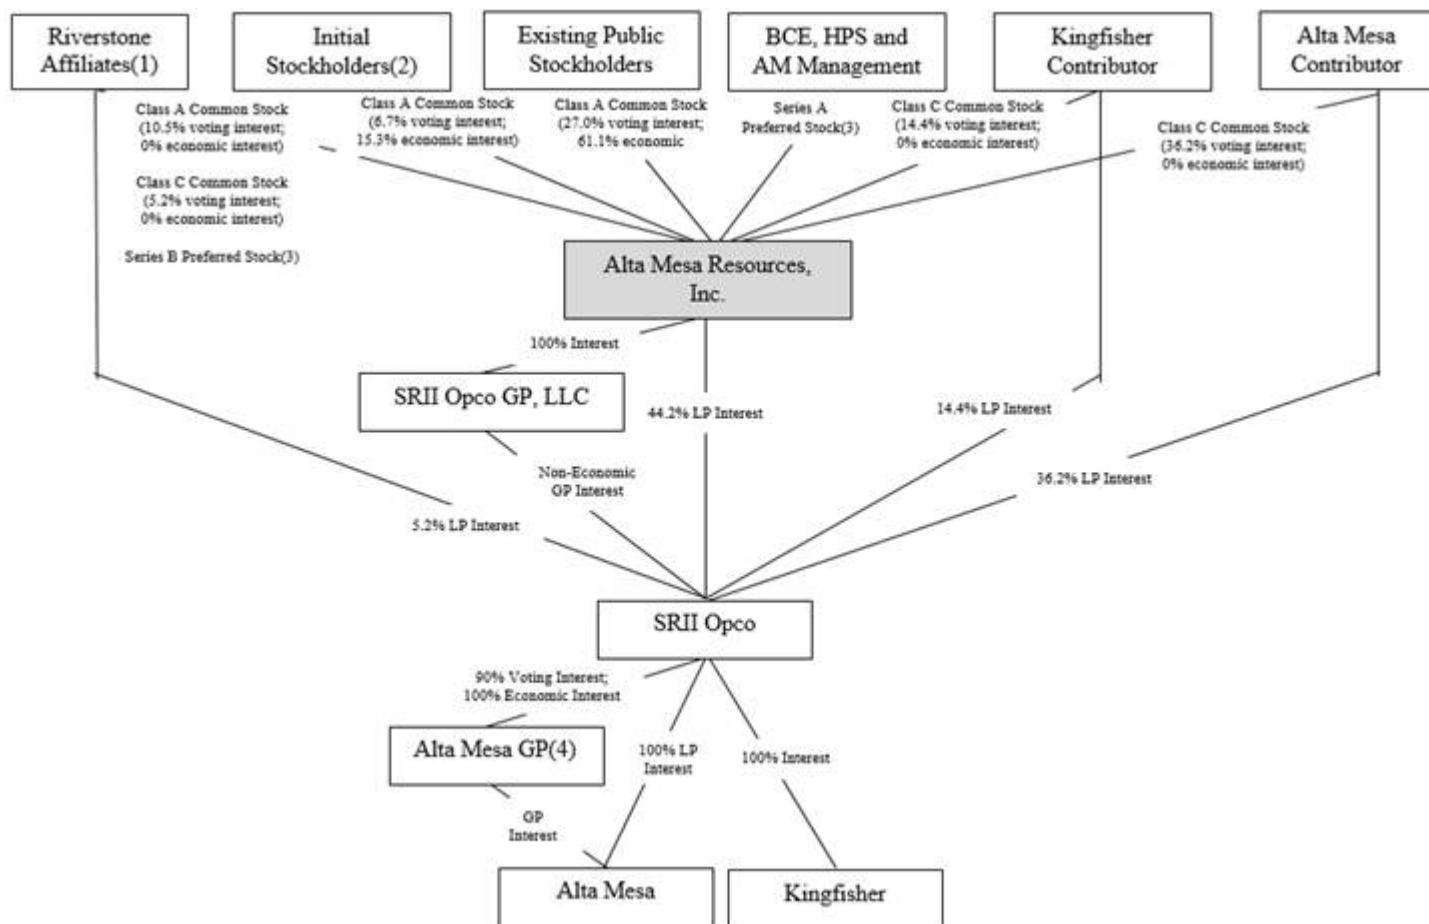 Riverstone
Affiliates(1)
Initial
Stockholders(2)
Existing Public
Stockholders
BCE, HPS and
AM Management
Kingfisher
Contributor
Alta Mesa
Contributor
Class A Common Stock
(10.5% voting interest;
0% economic interest)
Class C Common Stock
(5.2% voting interest;
0% economic interest)
Series B Preferred Stock(3)
Class A Common Stock
(6.7% voting interest;
15.3% economic interest)
Class A Common Stock
(27.0% voting interest;
61.1% economic
Series A
Preferred Stock(3)
Class C Common Stock
(14.4% voting interest;
0% economic interest)
Class C Common Stock
(36.2% voting interest;
0% economic interest)
Alta Mesa Resources,
Inc.
100% Interest
SRII Opco GP, LLC
44.2% LP Interest
14.4% LP Interest
Non-Economic
GP Interest
36.2% LP Interest
5.2% LP Interest
SRII Opco
90% Voting Interest;
100% Economic Interest
Alta Mesa GP(4)
100% LP
Interest
100% Interest
GP
Interest
Alta Mesa
Kingfisher